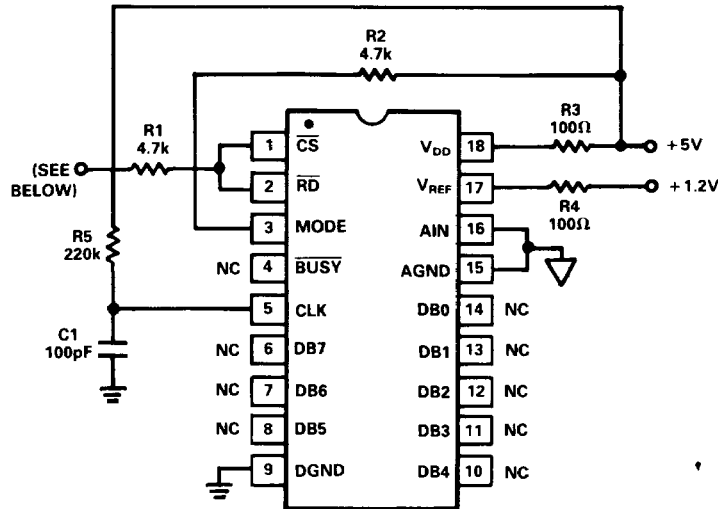 R2
4.7k
R1
4.7k
R3
100Ω
(SEE
BELOW)
+5V
+1.2V
R4
100Ω
R5
220k
C1
100pF
1 C̅S̅
2 R̅D̅
3 MODE
NC 4 B̅U̅S̅Y̅
5 CLK
NC 6 DB7
NC 7 DB6
NC 8 DB5
9 DGND
VDD 18
VREF 17
AIN 16
AGND 15
DB0 14 NC
DB1 13 NC
DB2 12 NC
DB3 11 NC
DB4 10 NC